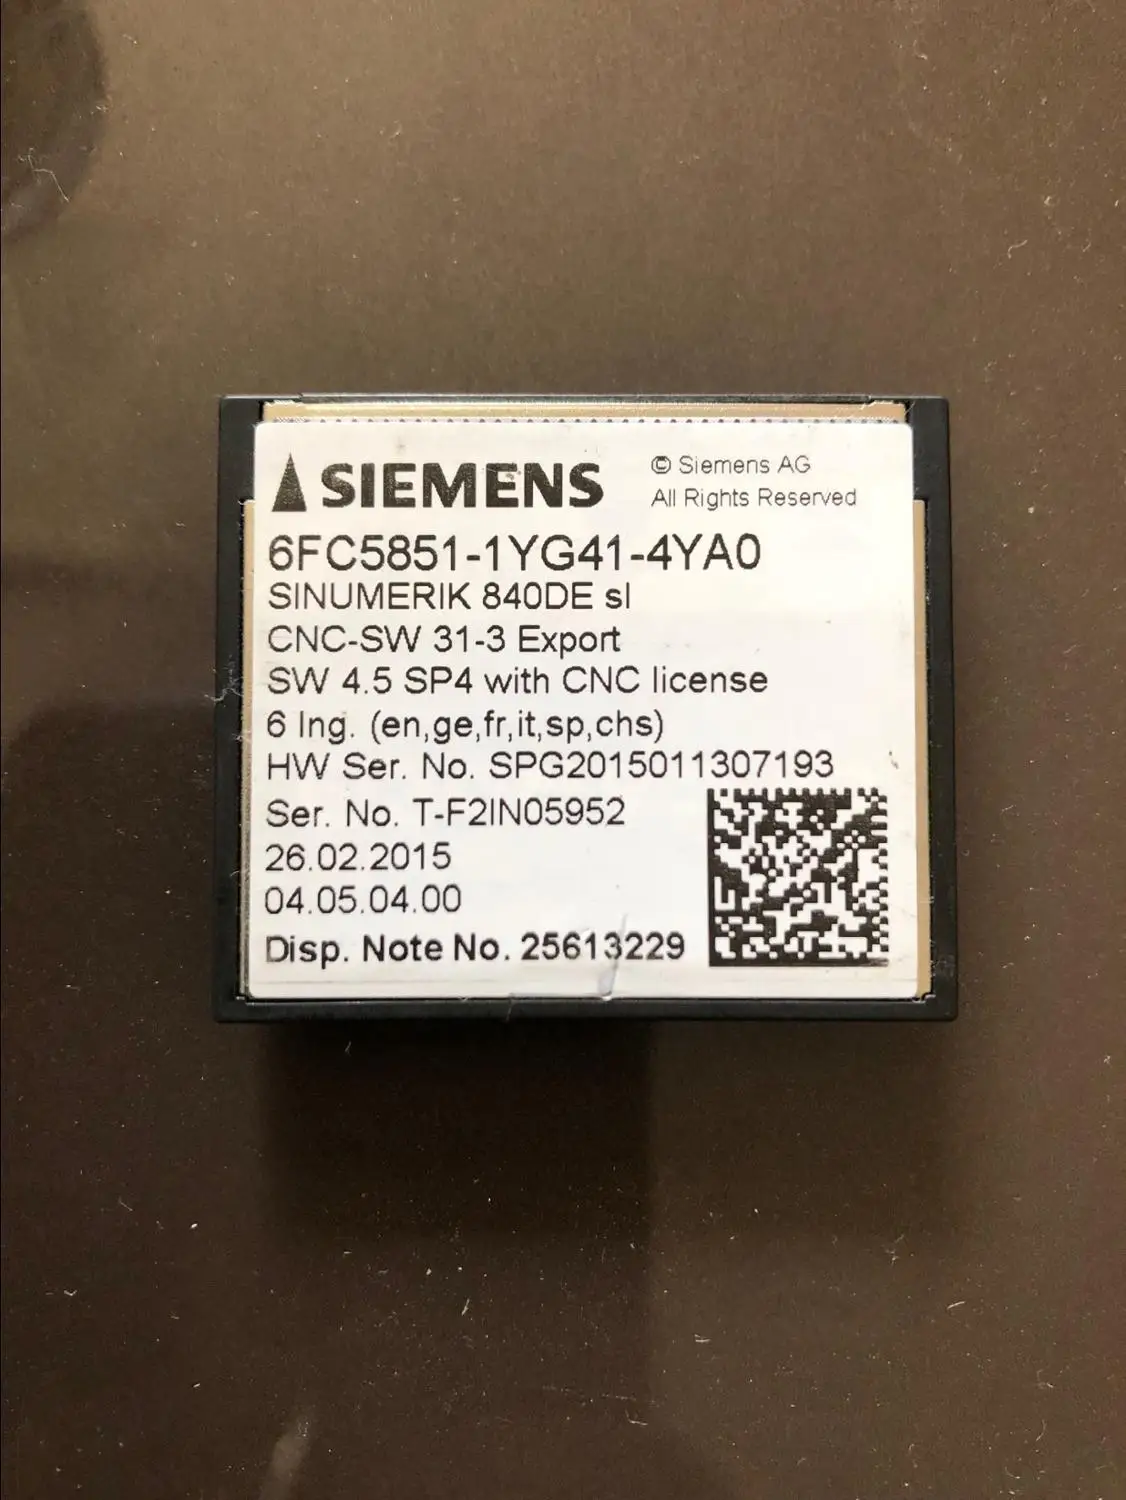 SIEMENS
© Siemens AG
All Rights Reserved
6FC5851-1YG41-4YA0
SINUMERIK 840DE sl
CNC-SW 31-3 Export
SW 4.5 SP4 with CNC license
6 lng. (en,ge,fr,it,sp,chs)
HW Ser. No. SPG2015011307193
Ser. No. T-F2IN05952
26.02.2015
04.05.04.00
Disp. Note No. 25613229